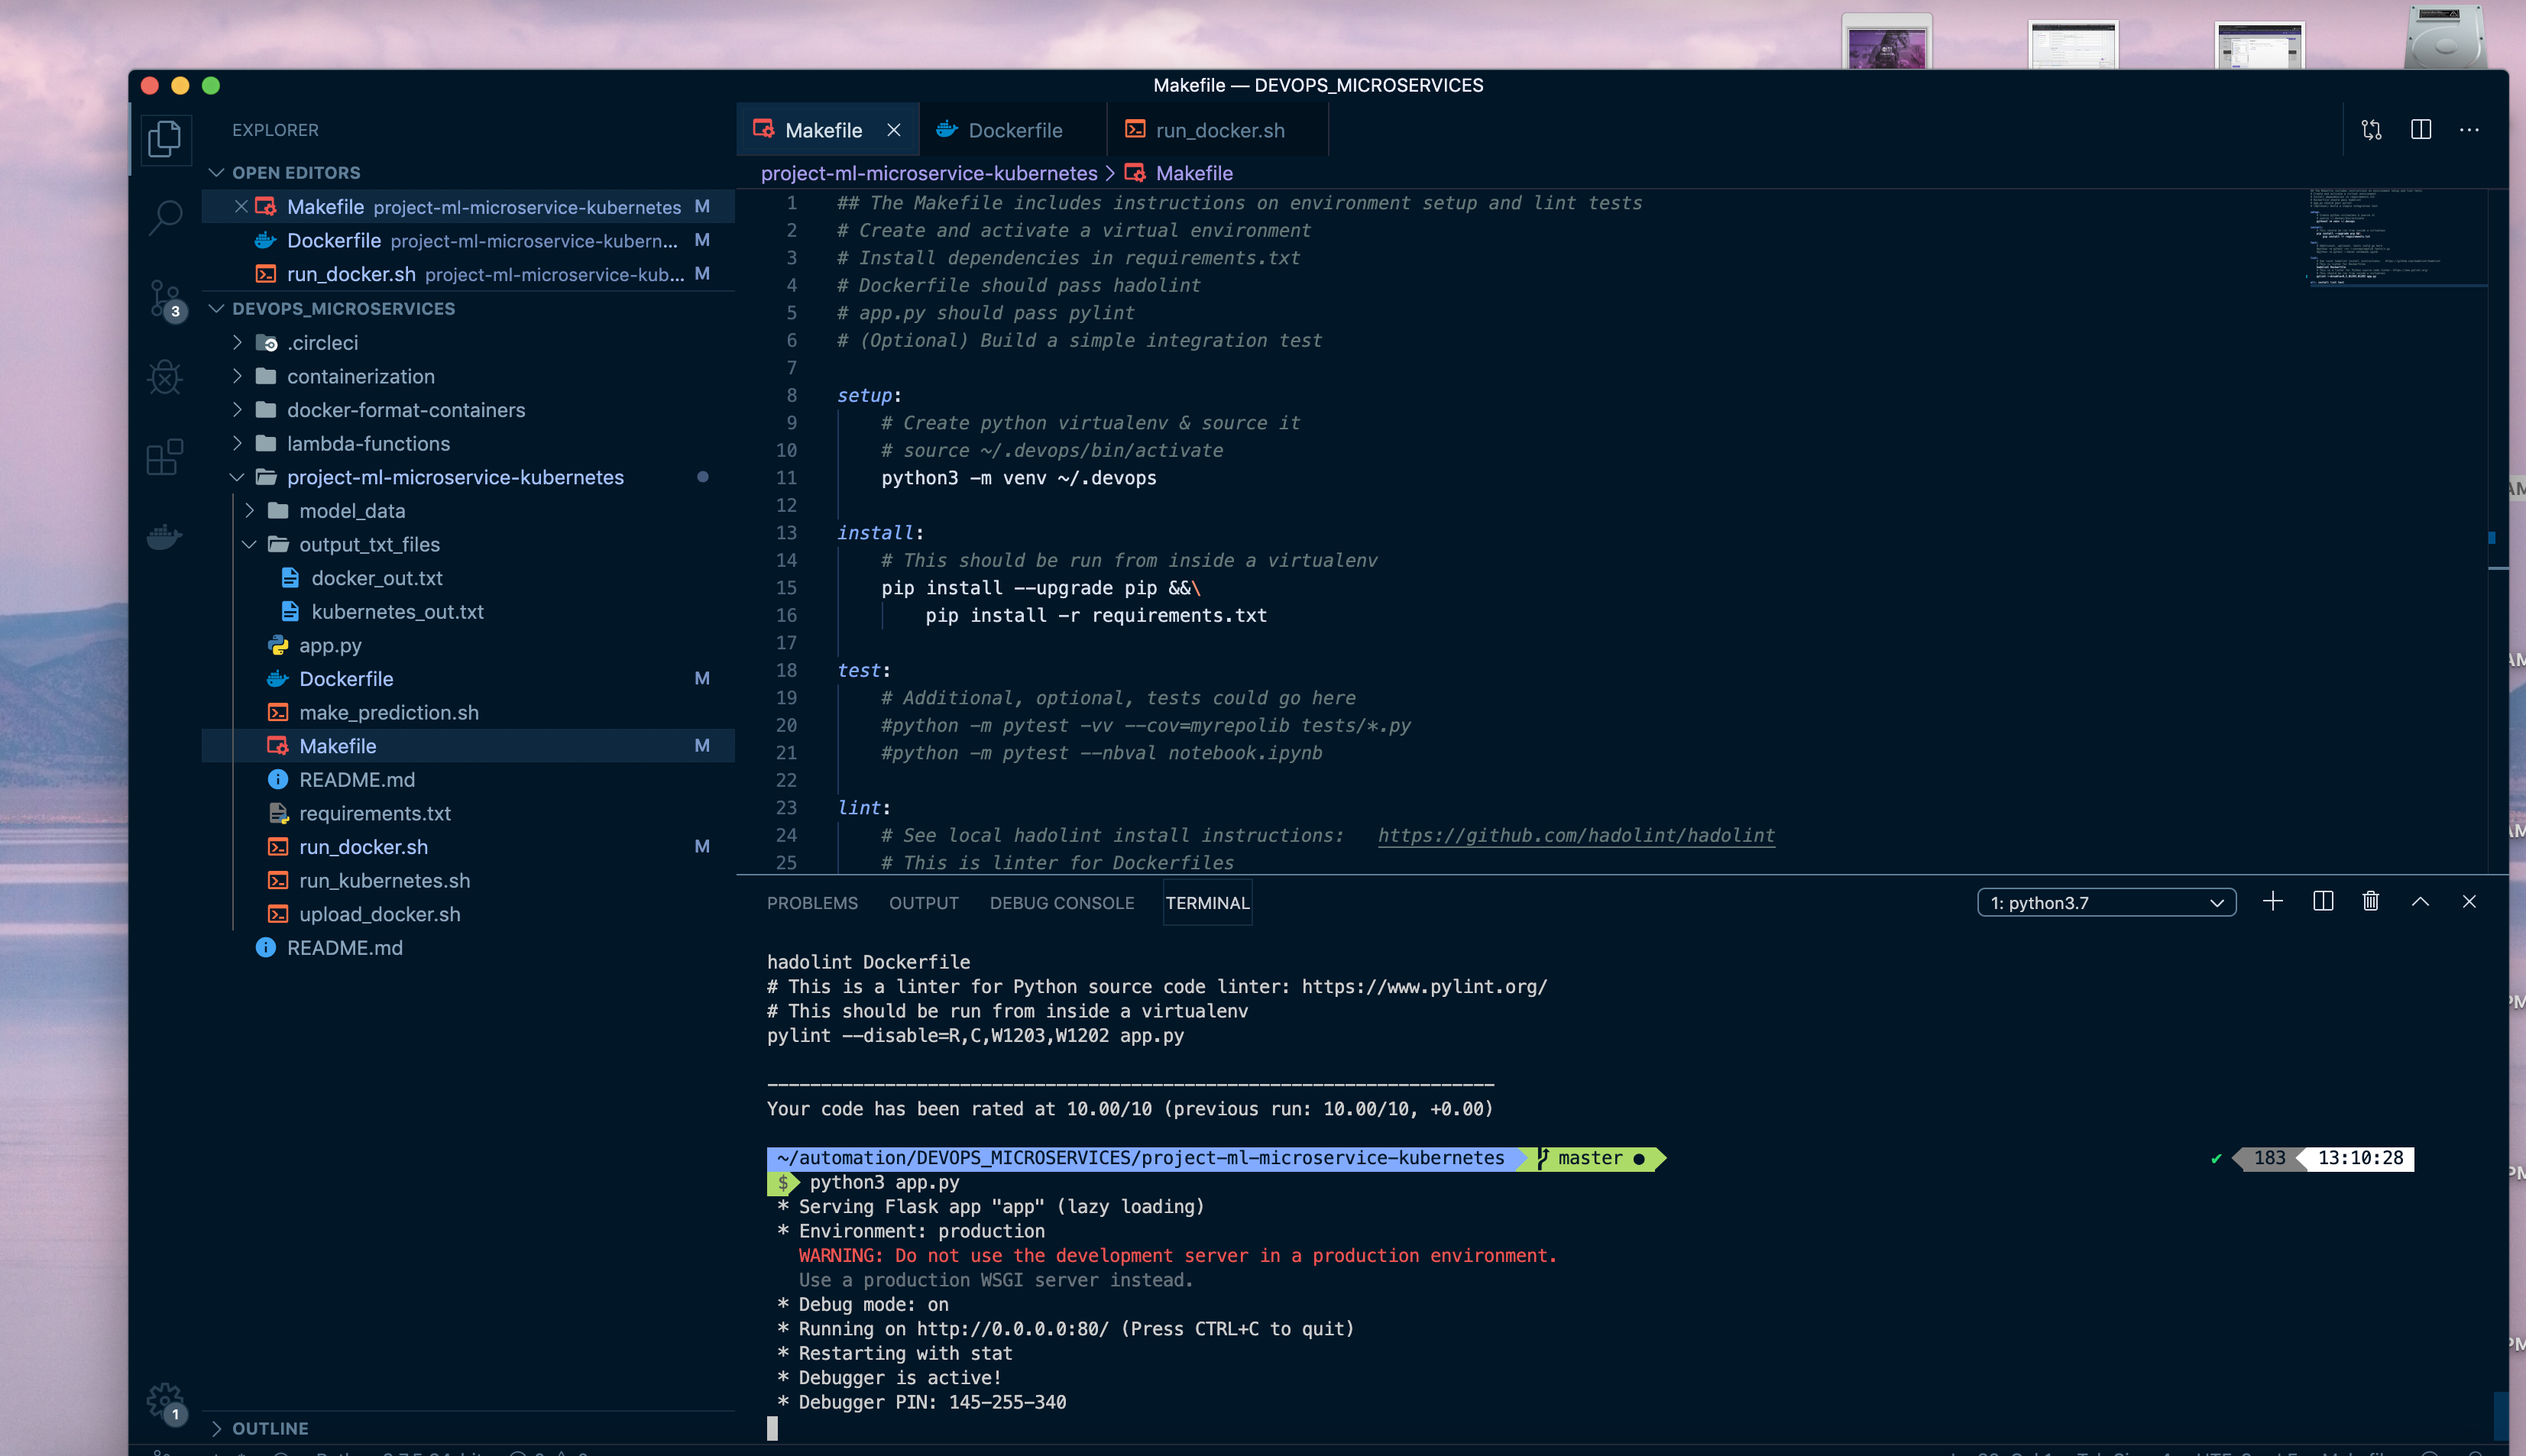 Makefile — DEVOPS_MICROSERVICES
EXPLORER
OPEN EDITORS
Makefile project-ml-microservice-kubernetes M
Dockerfile project-ml-microservice-kubern... M
run_docker.sh project-ml-microservice-kub... M
DEVOPS_MICROSERVICES
.circleci
containerization
docker-format-containers
lambda-functions
project-ml-microservice-kubernetes
model_data
output_txt_files
docker_out.txt
kubernetes_out.txt
app.py
Dockerfile M
make_prediction.sh
Makefile M
README.md
requirements.txt
run_docker.sh M
run_kubernetes.sh
upload_docker.sh
README.md
OUTLINE
3
1
Makefile Dockerfile run_docker.sh
project-ml-microservice-kubernetes > Makefile
1 ## The Makefile includes instructions on environment setup and lint tests
2 # Create and activate a virtual environment
3 # Install dependencies in requirements.txt
4 # Dockerfile should pass hadolint
5 # app.py should pass pylint
6 # (Optional) Build a simple integration test
7
8 setup:
9 # Create python virtualenv & source it
10 # source ~/.devops/bin/activate
11 python3 -m venv ~/.devops
12
13 install:
14 # This should be run from inside a virtualenv
15 pip install --upgrade pip &&\
16 pip install -r requirements.txt
17
18 test:
19 # Additional, optional, tests could go here
20 #python -m pytest -vv --cov=myrepolib tests/*.py
21 #python -m pytest --nbval notebook.ipynb
22
23 lint:
24 # See local hadolint install instructions: https://github.com/hadolint/hadolint
25 # This is linter for Dockerfiles
PROBLEMS OUTPUT DEBUG CONSOLE TERMINAL 1: python3.7
hadolint Dockerfile
# This is a linter for Python source code linter: https://www.pylint.org/
# This should be run from inside a virtualenv
pylint --disable=R,C,W1203,W1202 app.py
--------------------------------------------------------------------
Your code has been rated at 10.00/10 (previous run: 10.00/10, +0.00)
~/automation/DEVOPS_MICROSERVICES/project-ml-microservice-kubernetes master ● ✔ 183 13:10:28
$ python3 app.py
* Serving Flask app "app" (lazy loading)
* Environment: production
WARNING: Do not use the development server in a production environment.
Use a production WSGI server instead.
* Debug mode: on
* Running on http://0.0.0.0:80/ (Press CTRL+C to quit)
* Restarting with stat
* Debugger is active!
* Debugger PIN: 145-255-340